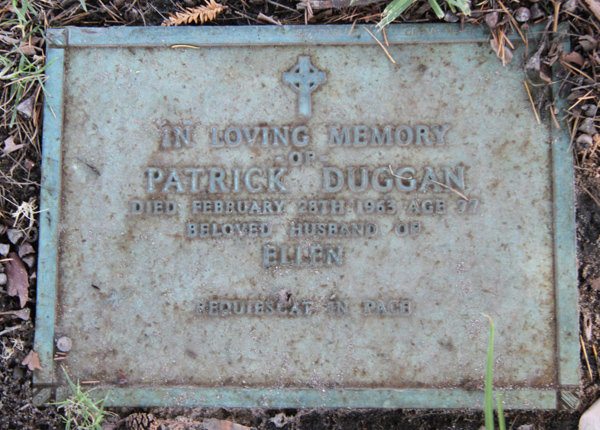 IN LOVING MEMORY
OF
PATRICK DUGGAN
DIED FEBRUARY 28TH 1963 AGE 77
BELOVED HUSBAND OF
ELLEN
REQUIESCAT IN PACE